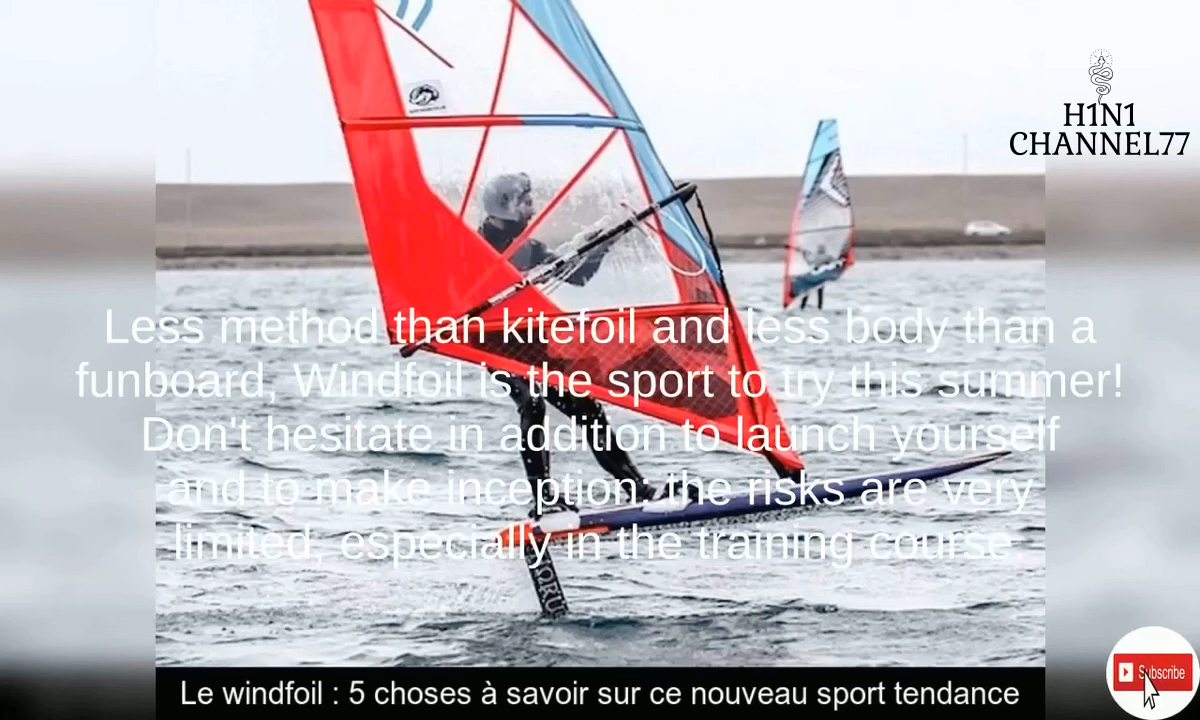 H1N1
CHANNEL77
Less method than kitefoil and less body than a
funboard, Windfoil is the sport to try this summer!
Don't hesitate in addition to launch yourself
and to make inception: the risks are very
limited, especially in the training course.
Subscribe
Le windfoil : 5 choses à savoir sur ce nouveau sport tendance